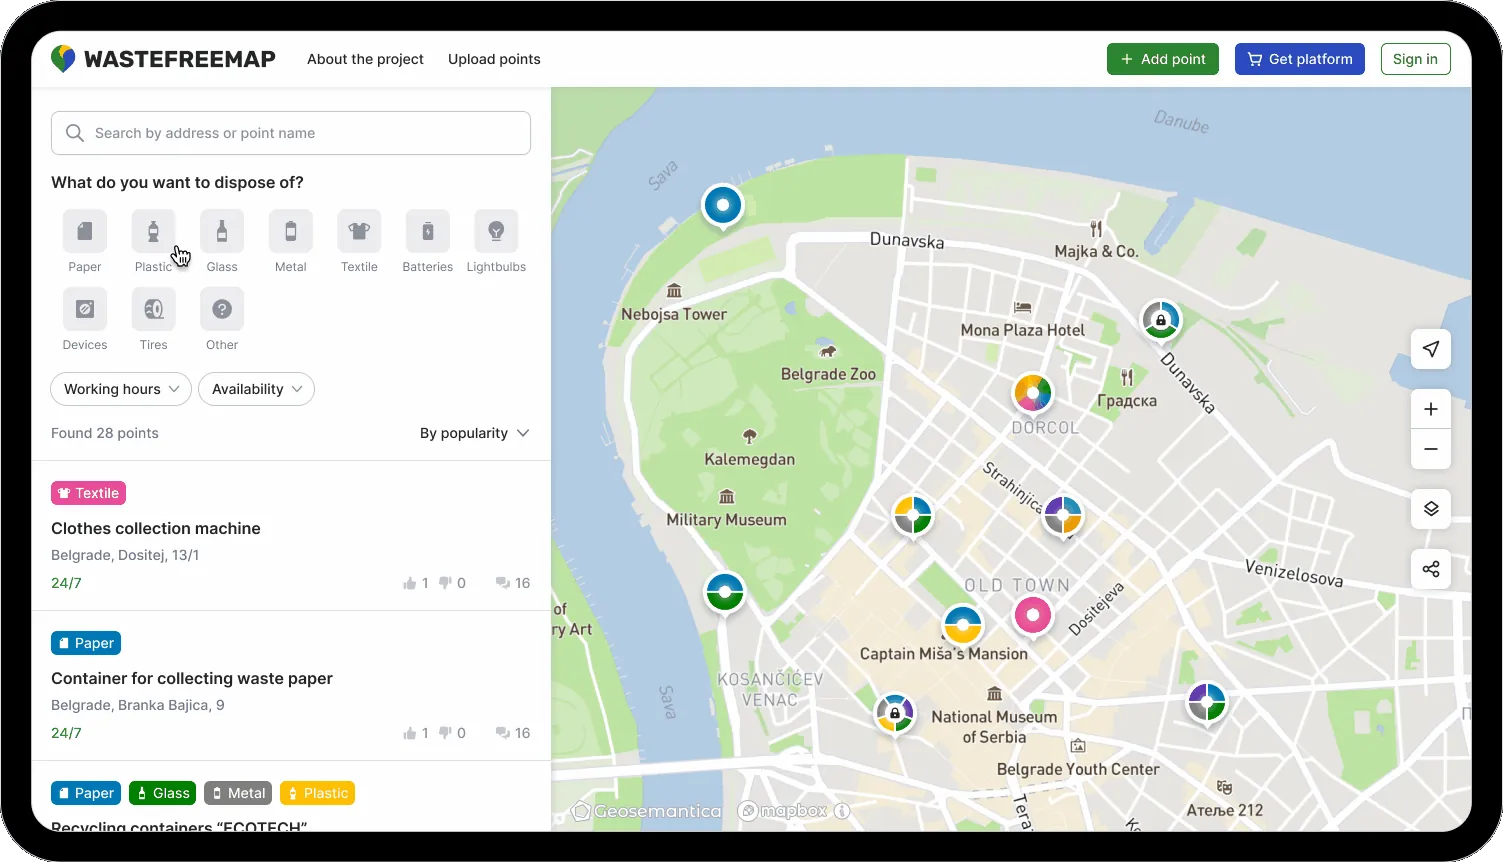 WASTEFREEMAP
About the project
Upload points
Add point
Get platform
Sign in
Search by address or point name
What do you want to dispose of?
Paper
Plastic
Glass
Metal
Textile
Batteries
Lightbulbs
Devices
Tires
Other
Working hours
Availability
Found 28 points
By popularity
Textile
Clothes collection machine
Belgrade, Dositej, 13/1
24/7
1
0
16
Paper
Container for collecting waste paper
Belgrade, Branka Bajica, 9
24/7
1
0
16
Paper
Glass
Metal
Plastic
Recycling containers “ECOTECH”
Danube
Sava
Dunavska
Majka & Co.
Nebojsa Tower
Mona Plaza Hotel
Belgrade Zoo
Dunavska
Градска
DORCOL
Kalemegdan
Strahinjica
Military Museum
Venizelosova
OLD TOWN
Dositejeva
of
ry Art
Captain Miša's Mansion
KOSANČIĆEV
VENAC
Sava
National Museum
of Serbia
Belgrade Youth Center
Атеље 212
Teraz
Geosemantica
mapbox